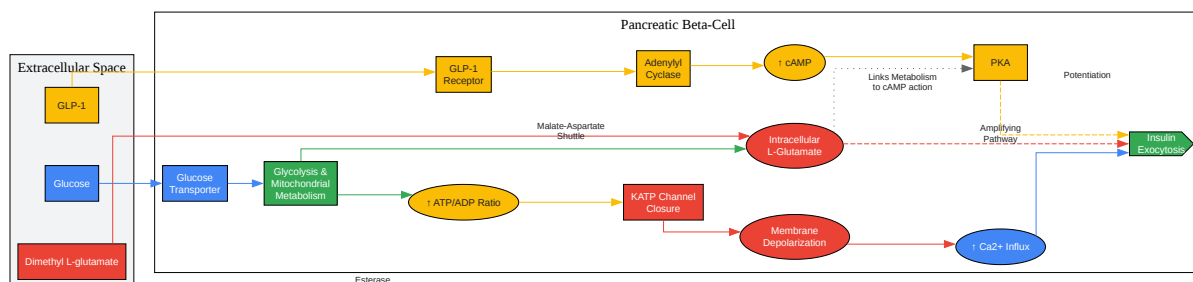 Pancreatic Beta-Cell
Extracellular Space
GLP-1
GLP-1
Receptor
Adenylyl
Cyclase
↑ cAMP
PKA
Links Metabolism
to cAMP action
Potentiation
Malate-Aspartate
Shuttle
Intracellular
L-Glutamate
Amplifying
Pathway
Insulin
Exocytosis
Glucose
Glucose
Transporter
Glycolysis &
Mitochondrial
Metabolism
↑ ATP/ADP Ratio
KATP Channel
Closure
Membrane
Depolarization
↑ Ca2+ Influx
Dimethyl L-glutamate
Esterase